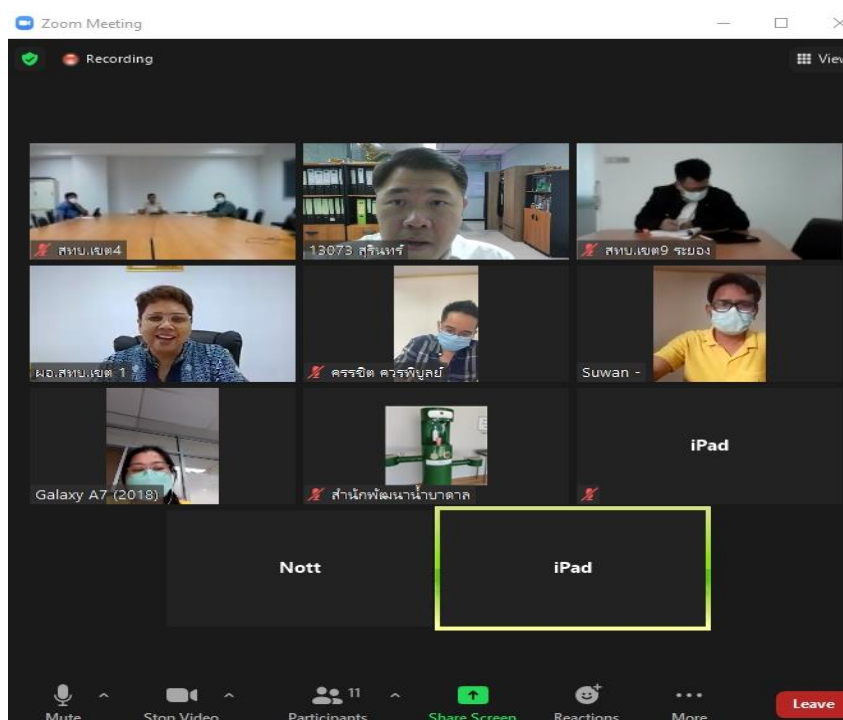 Zoom Meeting
Recording
View
สทบ.เขต4
13073 สุรินทร์
สทบ.เขต9 ระยอง
ผอ.สทบ.เขต 1
ครรชิต ควรพิบูลย์
Suwan -
Galaxy A7 (2018)
สำนักพัฒนาน้ำบาดาล
iPad
Nott
iPad
11
Mute
Stop Video
Participants
Share Screen
Reactions
More
Leave